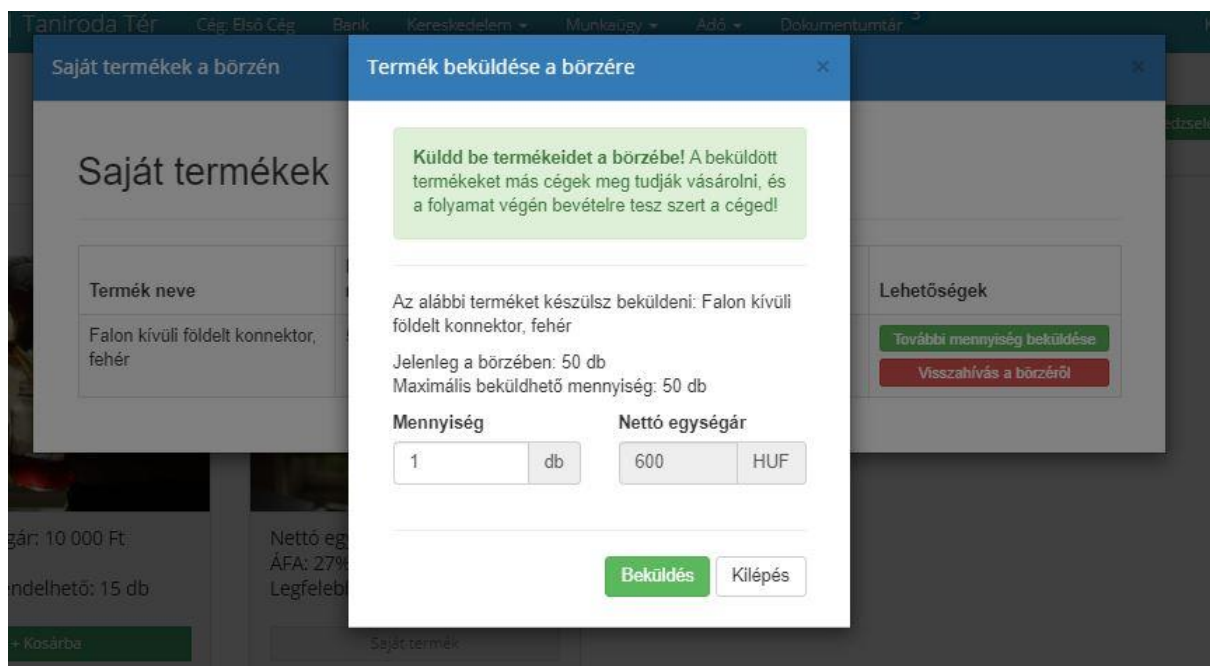 Taniroda Tér Cég: Első Cég Bank Kereskedelem Munkaügy Adó Dokumentumtár 3
Saját termékek a börzén
Termék beküldése a börzére ×
×
Küldd be termékeidet a börzébe! A beküldött
termékeket más cégek meg tudják vásárolni, és
a folyamat végén bevételre tesz szert a céged!
Saját termékek
Termék neve
Lehetőségek
Falon kívüli földelt konnektor,
fehér
További mennyiség beküldése
Visszahívás a börzéről
Az alábbi terméket készülsz beküldeni: Falon kívüli
földelt konnektor, fehér
Jelenleg a börzében: 50 db
Maximális beküldhető mennyiség: 50 db
Mennyiség Nettó egységár
1 db 600 HUF
Beküldés Kilépés
10 000 Ft
15 db
+ Kosárba
Nettó
ÁFA: 27%
Saját termék